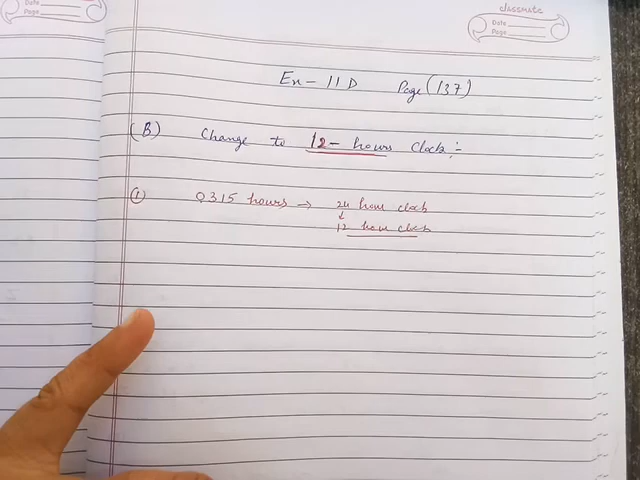 Date
Page
classmate
Date
Page
Ex - 11 D Page (137)
(B) Change to 12 - hours Clock :-
① 0315 hours → 24 hour clock
↓
12 hour clock